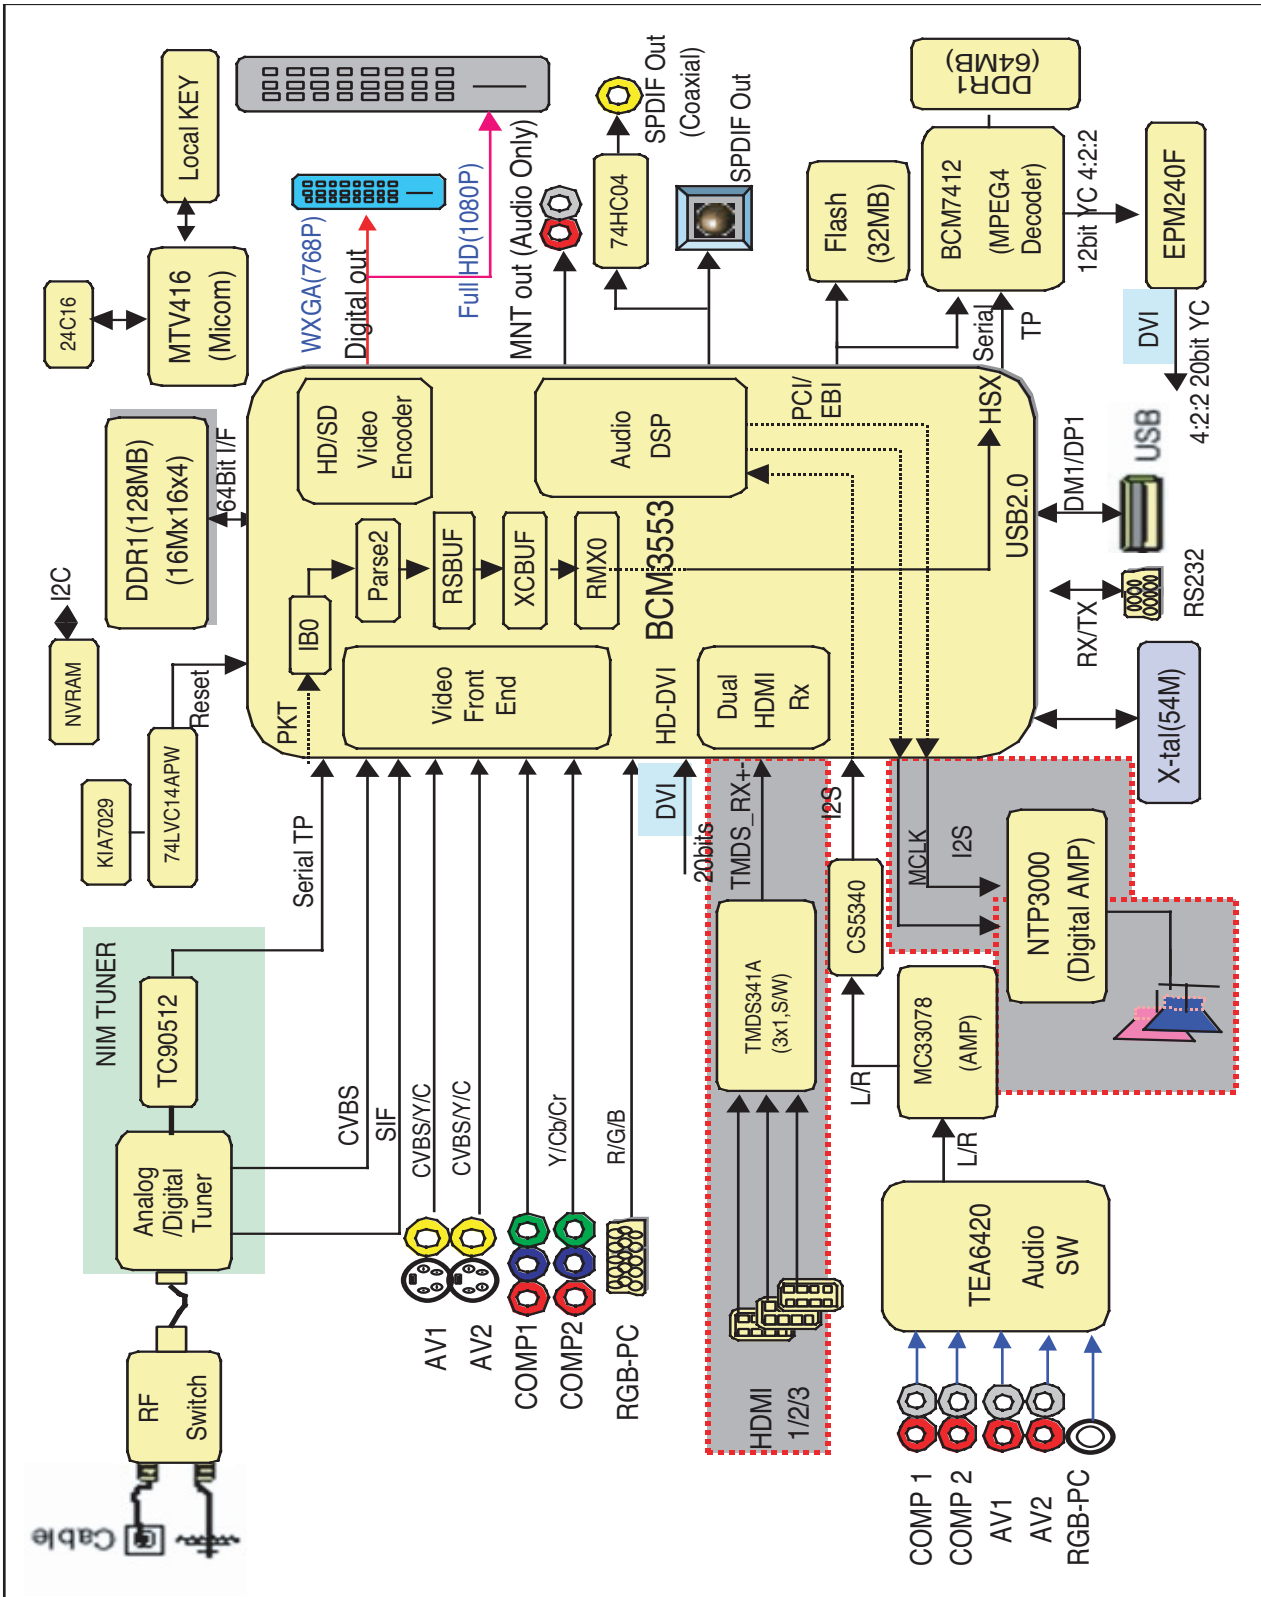 Cable
RF
Switch
NIM TUNER
Analog
/Digital
Tuner
TC90512
KIA7029
74LVC14APW
Reset
NVRAM
I2C
DDR1(128MB)
(16Mx16x4)
64Bit I/F
24C16
MTV416
(Micom)
Local KEY
Serial TP
CVBS
SIF
CVBS/Y/C
CVBS/Y/C
Y/Cb/Cr
R/G/B
AV1
AV2
COMP1
COMP2
RGB-PC
DVI
20bits
HDMI
1/2/3
TMDS341A
(3x1,S/W)
TMDS_RX+-
PKT
IB0
Parse2
RSBUF
XCBUF
RMX0
Video
Front
End
HD/SD
Video
Encoder
Audio
DSP
BCM3553
HD-DVI
Dual
HDMI
Rx
PCI/
EBI
HSX
USB2.0
WXGA(768P)
Digital out
Full HD(1080P)
MNT out (Audio Only)
74HC04
SPDIF Out
(Coaxial)
SPDIF Out
Flash
(32MB)
BCM7412
(MPEG4
Decoder)
DDR1
(64MB)
Serial
TP
12bit YC 4:2:2
EPM240F
DVI
4:2:2 20bit YC
DM1/DP1
USB
RX/TX
RS232
X-tal(54M)
I2S
CS5340
L/R
MC33078
(AMP)
L/R
TEA6420
Audio
SW
MCLK
I2S
NTP3000
(Digital AMP)
COMP 1
COMP 2
AV1
AV2
RGB-PC